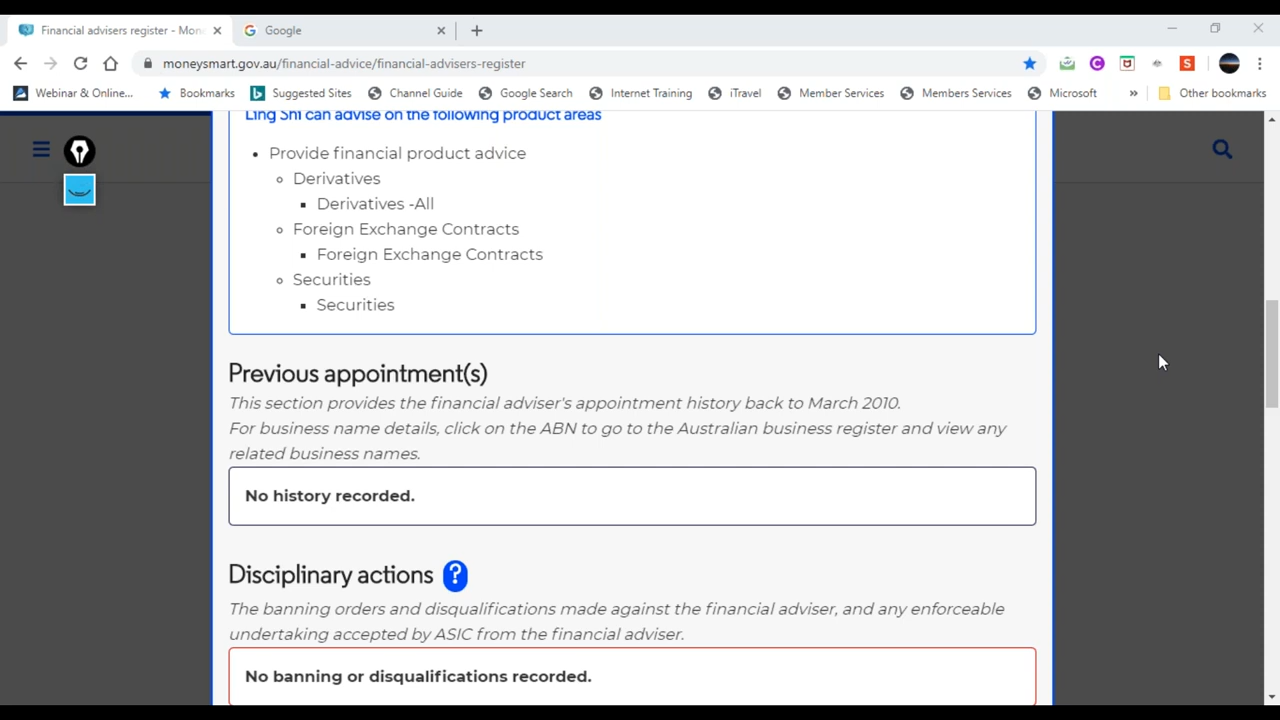 Financial advisers register - Mon
Google
moneysmart.gov.au/financial-advice/financial-advisers-register
Webinar & Online...
Bookmarks
Suggested Sites
Channel Guide
Google Search
Internet Training
iTravel
Member Services
Members Services
Microsoft
»
Other bookmarks
Ling Shi can advise on the following product areas
• Provide financial product advice
Derivatives
Derivatives -All
Foreign Exchange Contracts
Foreign Exchange Contracts
Securities
Securities
Previous appointment(s)
This section provides the financial adviser's appointment history back to March 2010.
For business name details, click on the ABN to go to the Australian business register and view any
related business names.
No history recorded.
Disciplinary actions ?
The banning orders and disqualifications made against the financial adviser, and any enforceable
undertaking accepted by ASIC from the financial adviser.
No banning or disqualifications recorded.